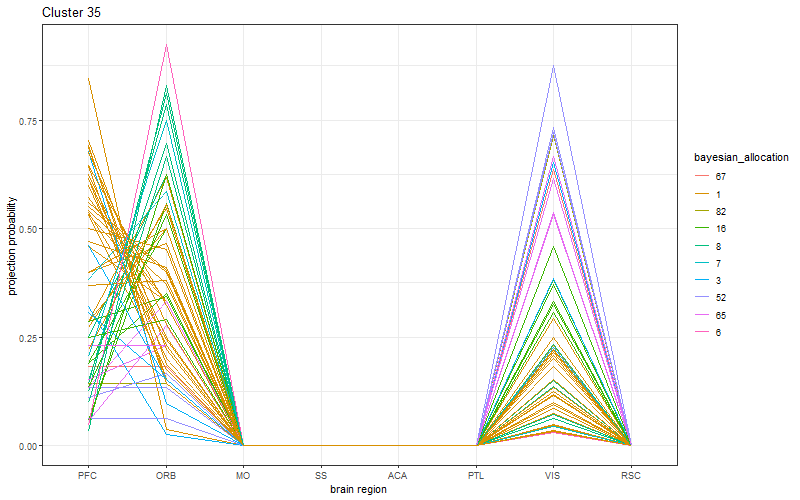 Cluster 35
projection probability
0.75
0.50
0.25
0.00
PFC ORB MO SS ACA PTL VIS RSC
brain region
bayesian_allocation
67
1
82
16
8
7
3
52
65
6